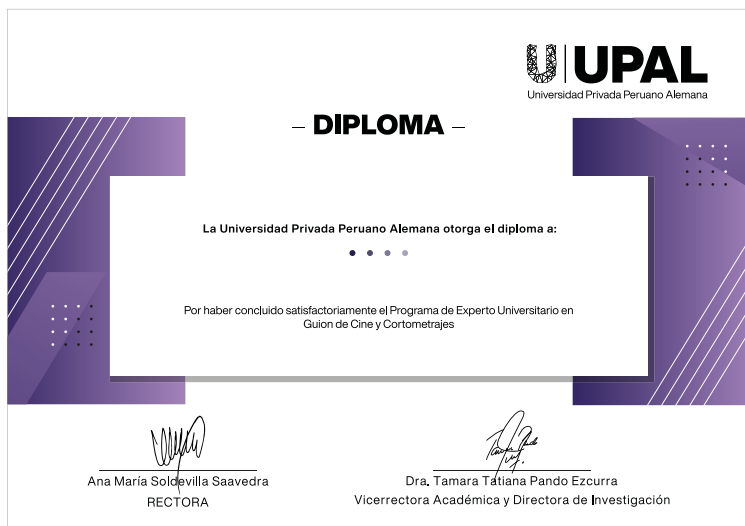 UPAL
Universidad Privada Peruano Alemana
– DIPLOMA –
La Universidad Privada Peruano Alemana otorga el diploma a:
Por haber concluido satisfactoriamente el Programa de Experto Universitario en
Guion de Cine y Cortometrajes
Ana María Soldevilla Saavedra
RECTORA
Dra. Tamara Tatiana Pando Ezcurra
Vicerrectora Académica y Directora de Investigación